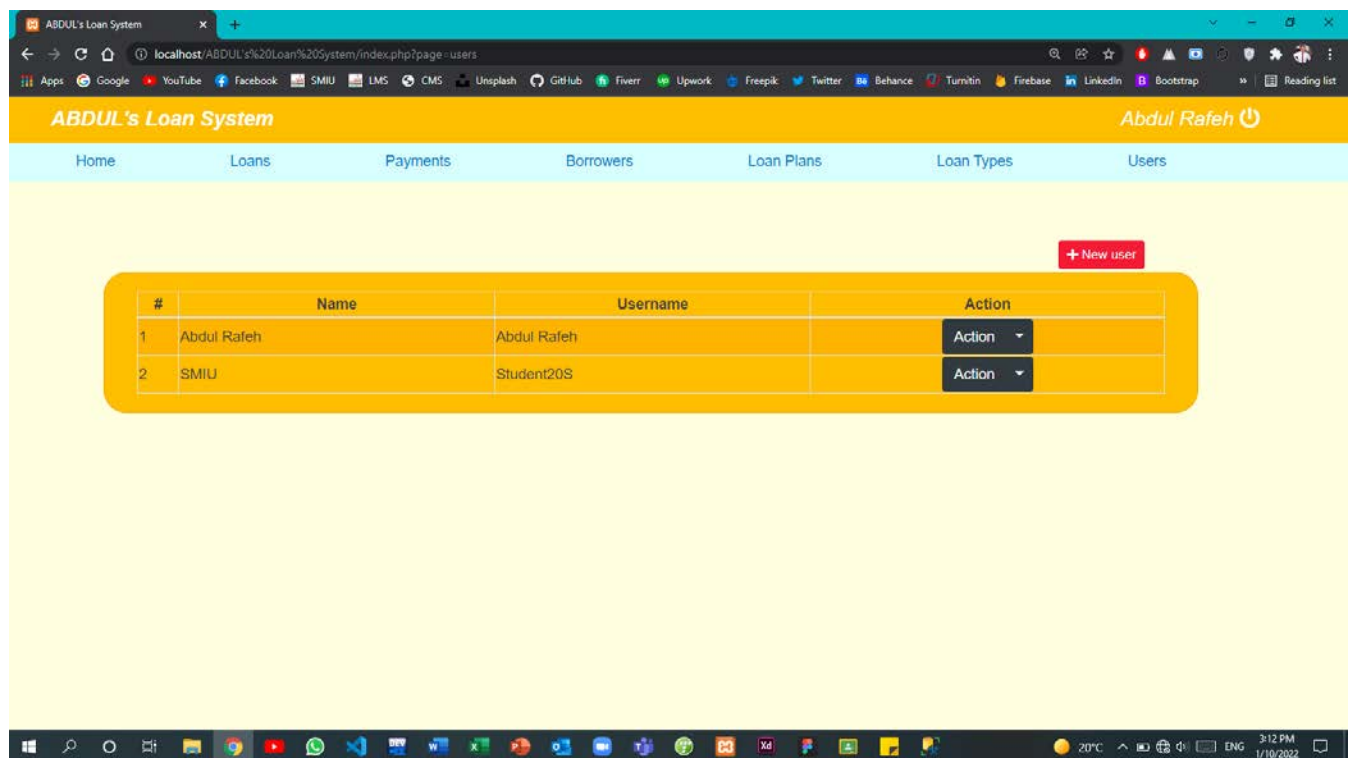 ABDUL's Loan System
localhost/ABDUL's%20Loan%20System/index.php?page=users
Apps Google YouTube Facebook SMIU LMS CMS Unsplash GitHub Fiverr Upwork Freepik Twitter Behance Turnitin Firebase LinkedIn Bootstrap » Reading list
ABDUL's Loan System Abdul Rafeh
Home Loans Payments Borrowers Loan Plans Loan Types Users
+ New user
# Name Username Action
1 Abdul Rafeh Abdul Rafeh Action
2 SMIU Student20S Action
20°C ENG 3:12 PM
1/10/2022